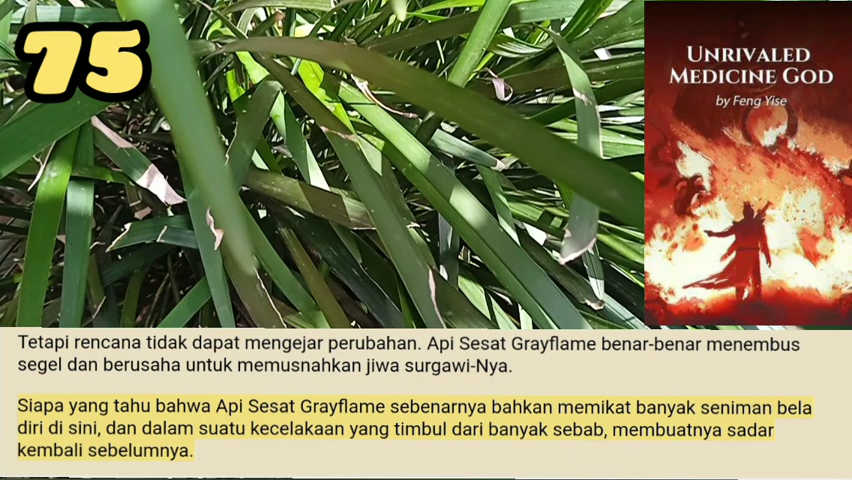 75
UNRIVALED
MEDICINE GOD
by Feng Yise
Tetapi rencana tidak dapat mengejar perubahan. Api Sesat Grayflame benar-benar menembus
segel dan berusaha untuk memusnahkan jiwa surgawi-Nya.
Siapa yang tahu bahwa Api Sesat Grayflame sebenarnya bahkan memikat banyak seniman bela
diri di sini, dan dalam suatu kecelakaan yang timbul dari banyak sebab, membuatnya sadar
kembali sebelumnya.